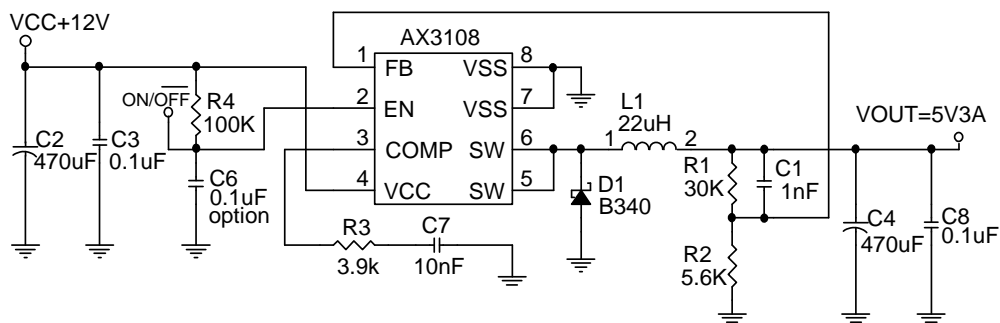 VCC+12V
AX3108
1
FB
VSS
8
ON/OFF
R4
100K
2
EN
VSS
7
L1
22uH
VOUT=5V3A
C2
470uF
C3
0.1uF
3
COMP
SW
6
1
2
C6
0.1uF
option
4
VCC
SW
5
D1
B340
R1
30K
C1
1nF
R3
3.9k
C7
10nF
R2
5.6K
C4
470uF
C8
0.1uF